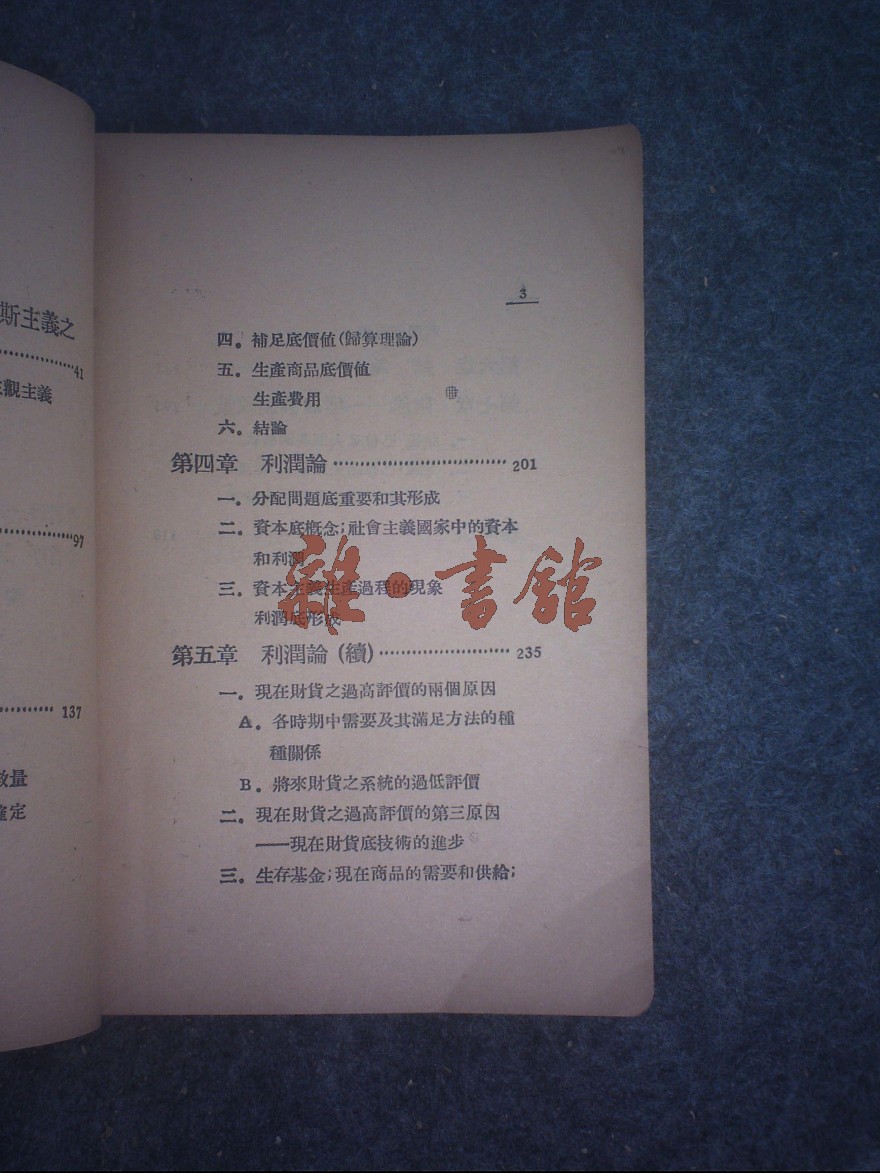 斯主義之
41
主觀主義
97
137
數量
確定
3
四. 補足底價値(歸算理論)
五. 生產商品底價値
生產費用
六. 結論
第四章 利潤論 201
一. 分配問題底重要和其形成
二. 資本底槪念;社會主義國家中的資本
和利潤
三. 資本主義生產過程的現象
利潤底形成
第五章 利潤論(續) 235
一. 現在財貨之過高評價的兩個原因
A. 各時期中需要及其滿足方法的種
種關係
B. 將來財貨之系統的過低評價
二. 現在財貨之過高評價的第三原因
——現在財貨底技術的進步
三. 生存基金;現在商品的需要和供給;
雜·書館